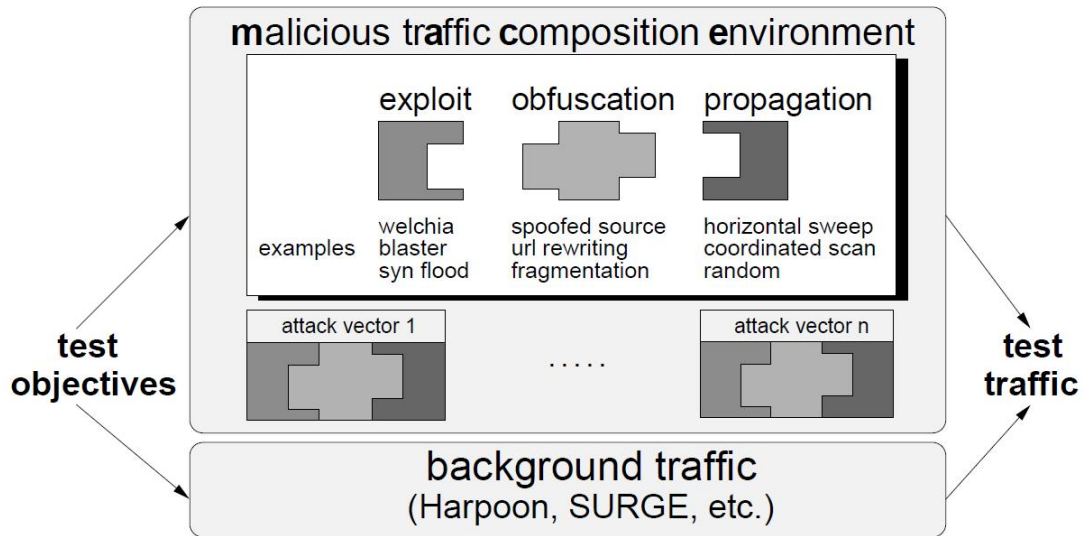 malicious traffic composition environment
exploit obfuscation propagation
examples
welchia spoofed source horizontal sweep
blaster url rewriting coordinated scan
syn flood fragmentation random
attack vector 1 ..... attack vector n
test
objectives
test
traffic
background traffic
(Harpoon, SURGE, etc.)